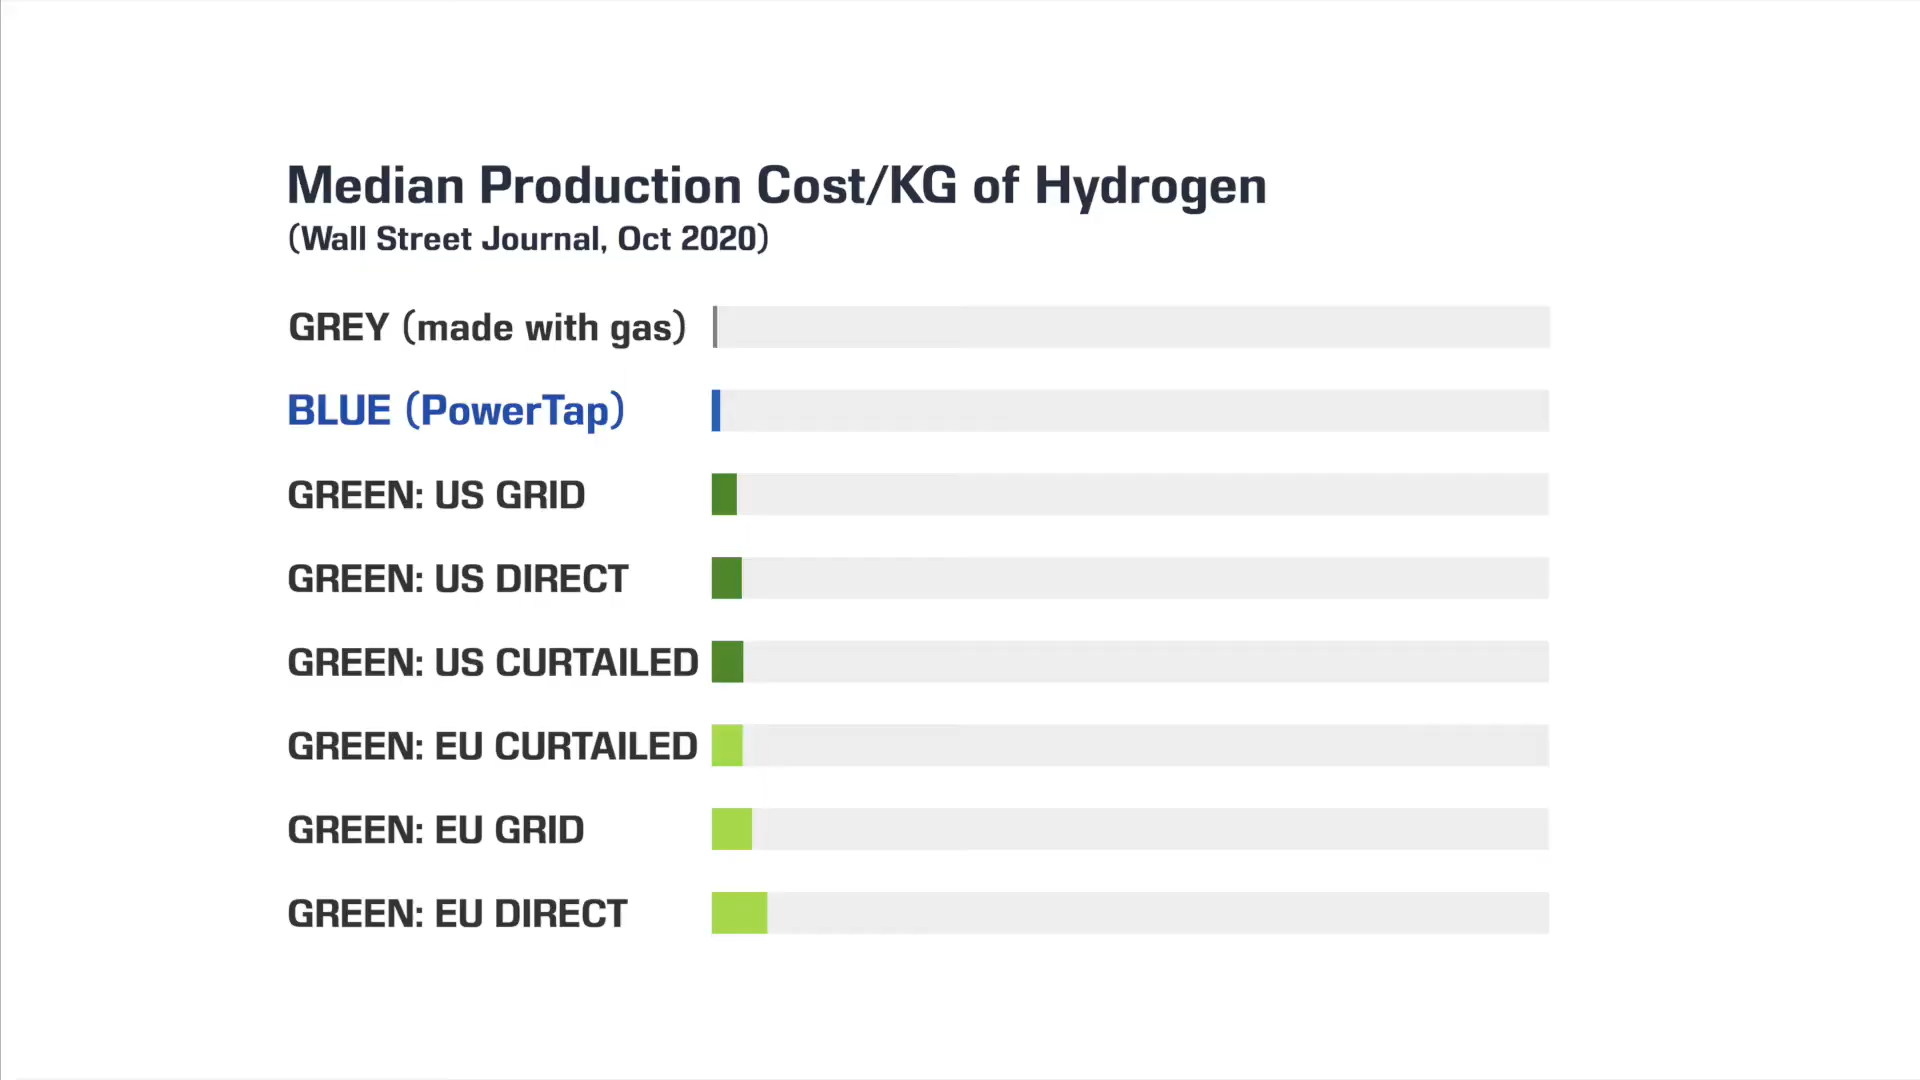 Median Production Cost/KG of Hydrogen
(Wall Street Journal, Oct 2020)
GREY (made with gas)
BLUE (PowerTap)
GREEN: US GRID
GREEN: US DIRECT
GREEN: US CURTAILED
GREEN: EU CURTAILED
GREEN: EU GRID
GREEN: EU DIRECT